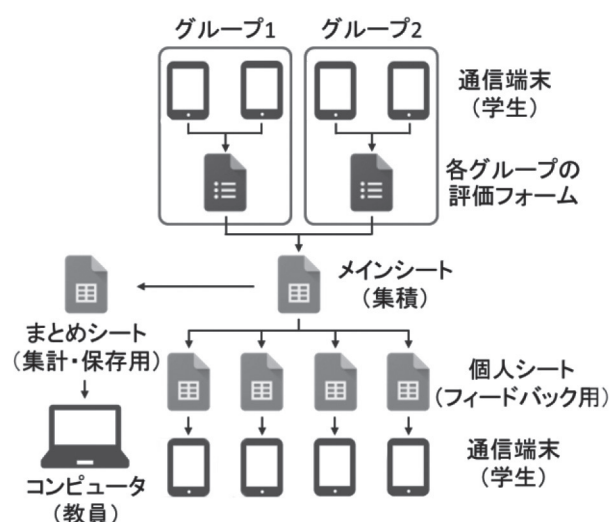 グループ1
グループ2
通信端末
(学生)
各グループの
評価フォーム
メインシート
(集積)
まとめシート
(集計・保存用)
個人シート
(フィードバック用)
通信端末
(学生)
コンピュータ
(教員)